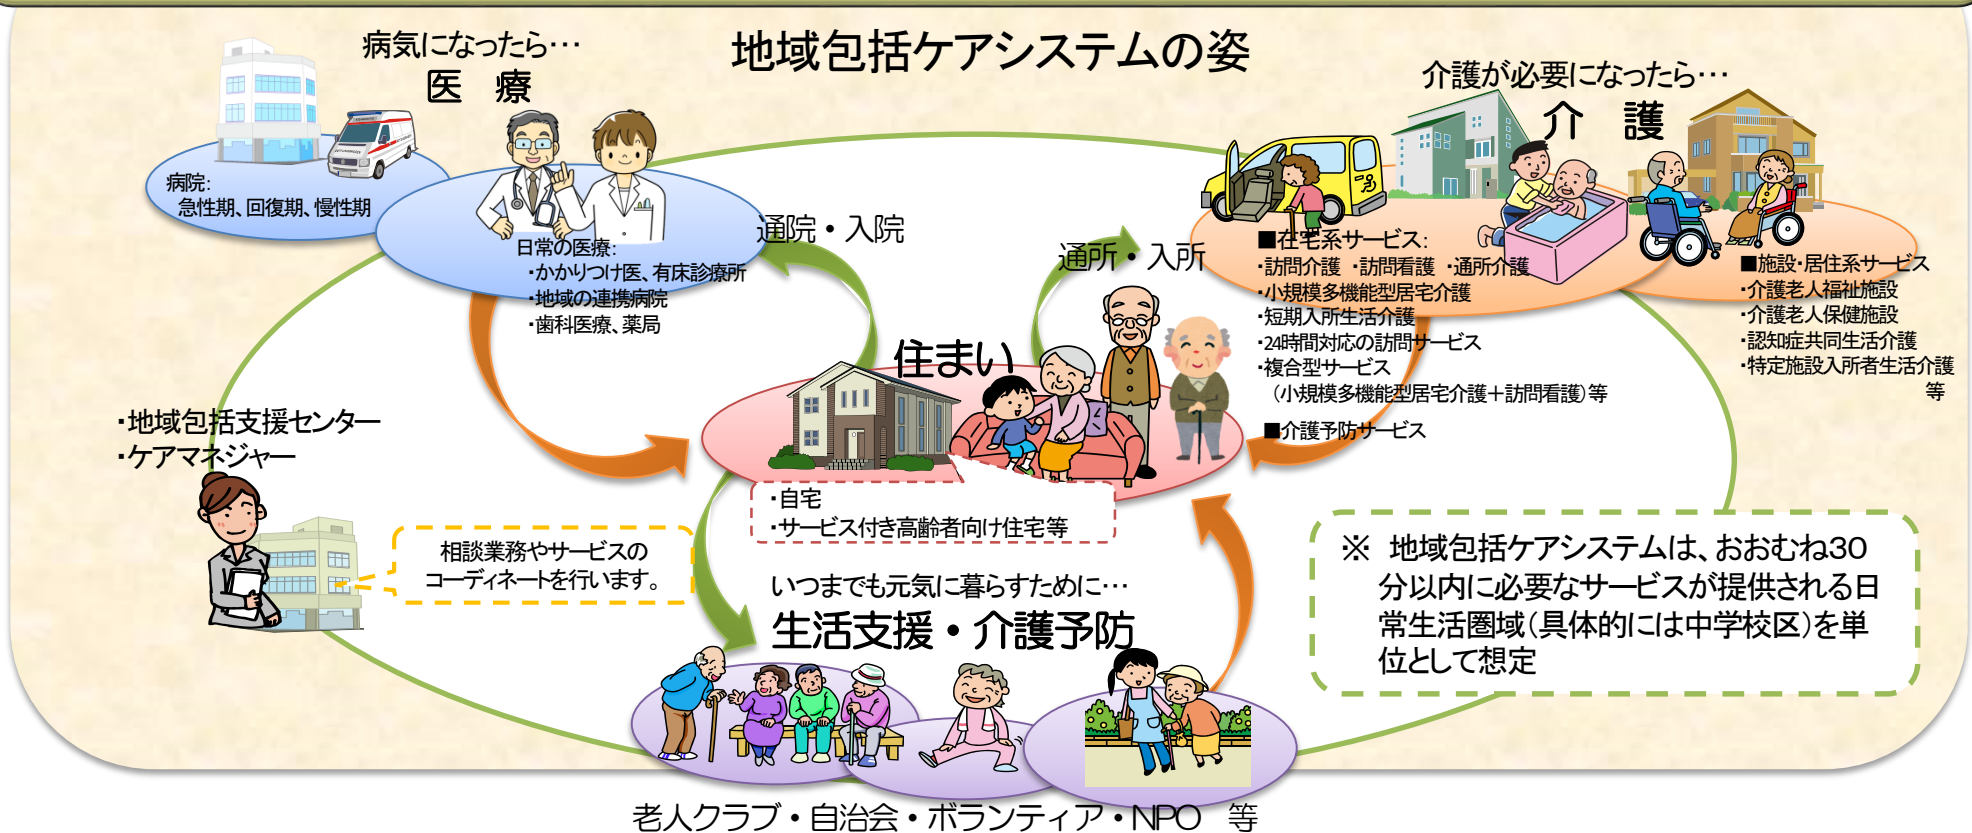 地域包括ケアシステムの姿
病気になったら…
医　療
病院:
急性期、回復期、慢性期
日常の医療:
・かかりつけ医、有床診療所
・地域の連携病院
・歯科医療、薬局
通院・入院
通所・入所
介護が必要になったら…
介　護
■在宅系サービス:
・訪問介護 ・訪問看護 ・通所介護
・小規模多機能型居宅介護
・短期入所生活介護
・24時間対応の訪問サービス
・複合型サービス
（小規模多機能型居宅介護＋訪問看護）等
■介護予防サービス
■施設・居住系サービス
・介護老人福祉施設
・介護老人保健施設
・認知症共同生活介護
・特定施設入所者生活介護
等
住まい
・自宅
・サービス付き高齢者向け住宅等
・地域包括支援センター
・ケアマネジャー
相談業務やサービスの
コーディネートを行います。
いつまでも元気に暮らすために…
生活支援・介護予防
※ 地域包括ケアシステムは、おおむね30
分以内に必要なサービスが提供される日
常生活圏域（具体的には中学校区）を単
位として想定
老人クラブ・自治会・ボランティア・NPO　等